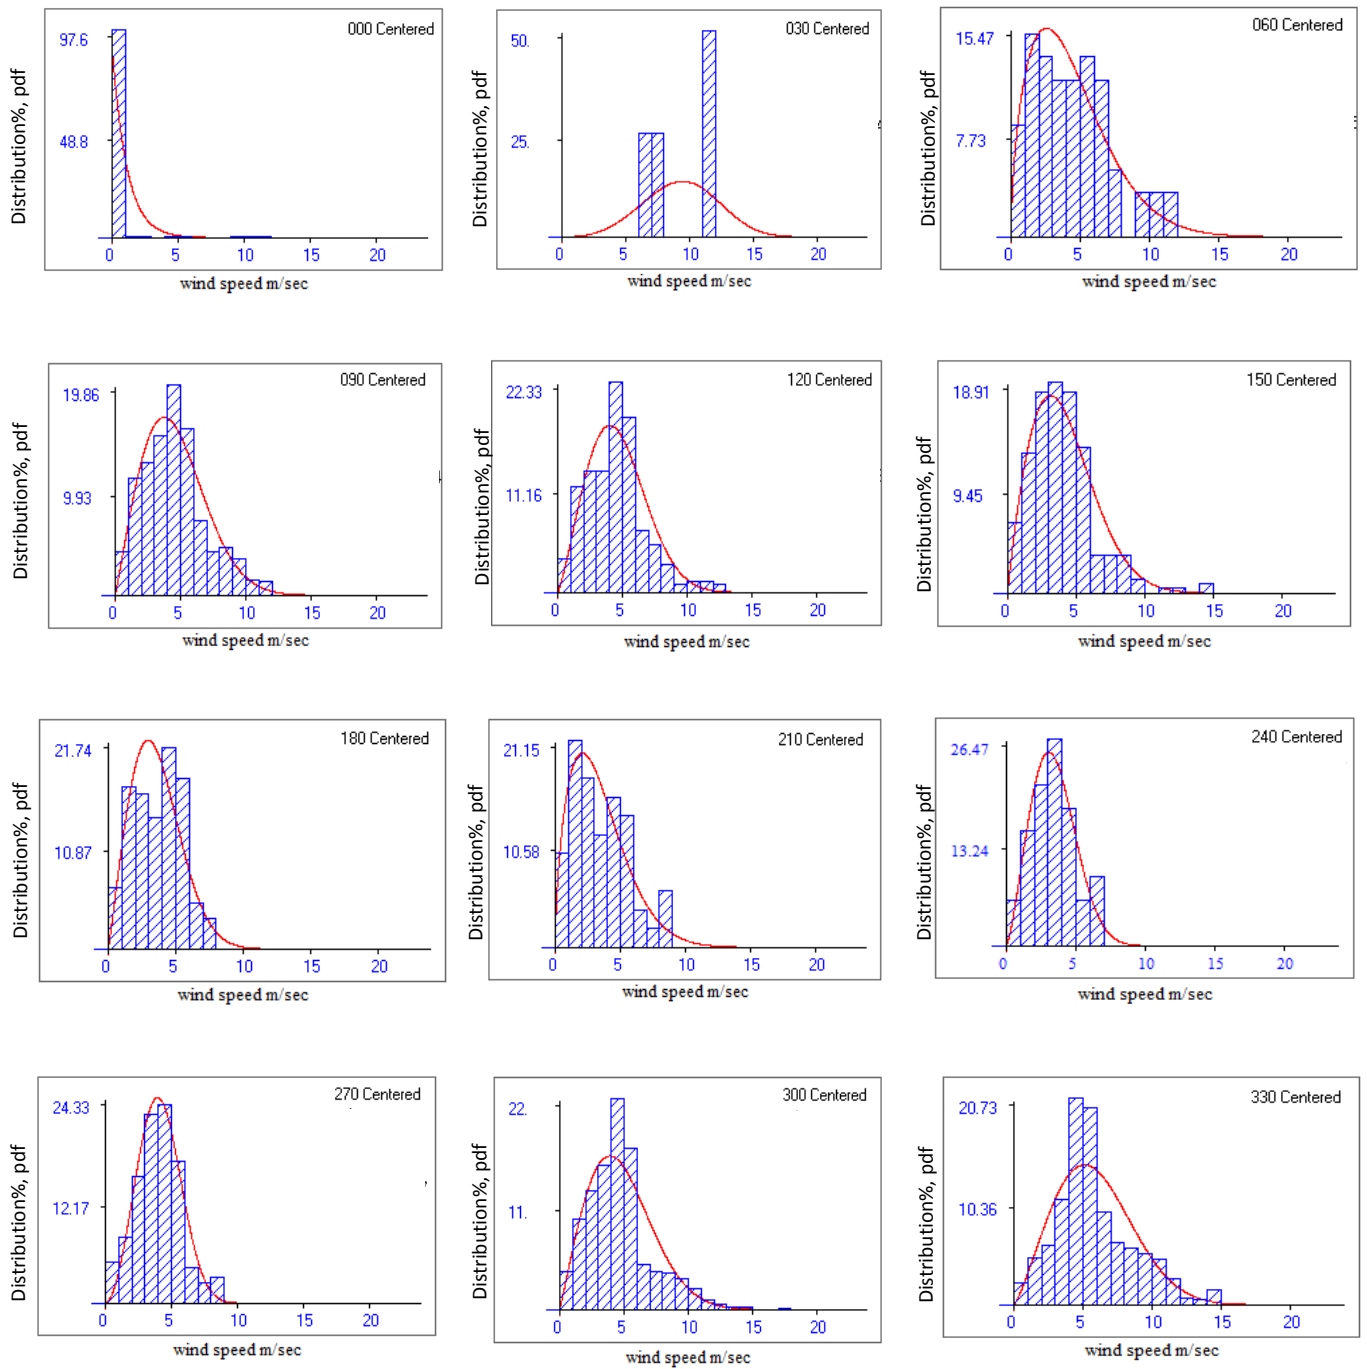 000 Centered
97.6
48.8
Distribution%, pdf
0 5 10 15 20
wind speed m/sec
030 Centered
50.
25.
Distribution%, pdf
0 5 10 15 20
wind speed m/sec
060 Centered
15.47
7.73
Distribution%, pdf
0 5 10 15 20
wind speed m/sec
090 Centered
19.86
9.93
Distribution%, pdf
0 5 10 15 20
wind speed m/sec
120 Centered
22.33
11.16
Distribution%, pdf
0 5 10 15 20
wind speed m/sec
150 Centered
18.91
9.45
Distribution%, pdf
0 5 10 15 20
wind speed m/sec
180 Centered
21.74
10.87
Distribution%, pdf
0 5 10 15 20
wind speed m/sec
210 Centered
21.15
10.58
Distribution%, pdf
0 5 10 15 20
wind speed m/sec
240 Centered
26.47
13.24
Distribution%, pdf
0 5 10 15 20
wind speed m/sec
270 Centered
24.33
12.17
Distribution%, pdf
0 5 10 15 20
wind speed m/sec
300 Centered
22.
11.
Distribution%, pdf
0 5 10 15 20
wind speed m/sec
330 Centered
20.73
10.36
Distribution%, pdf
0 5 10 15 20
wind speed m/sec